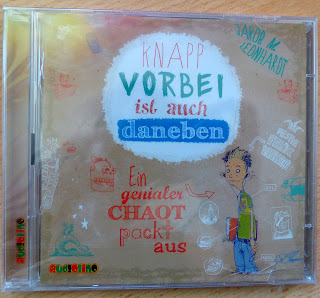 JAKOB M.
LEONHARDT
KNAPP
VORBEI
ist auch
daneben
Ein
genialer
CHAOT
packt
aus
audiolino
audiolino